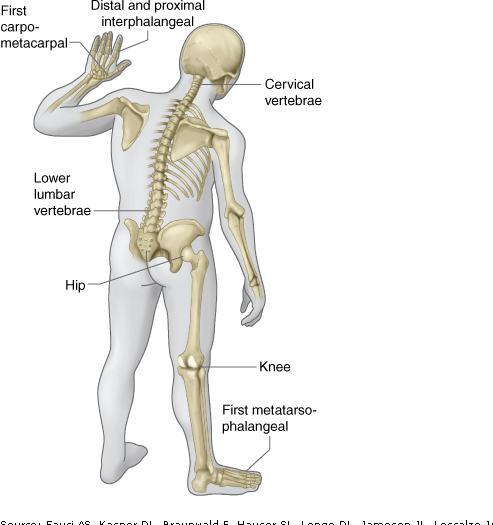 First
carpo-
metacarpal
Distal and proximal
interphalangeal
Cervical
vertebrae
Lower
lumbar
vertebrae
Hip
Knee
First metatarso-
phalangeal
Source: Fauci AS, Kasper DL, Braunwald E, Hauser SL, Longo DL, Jameson JL, Loscalzo J: